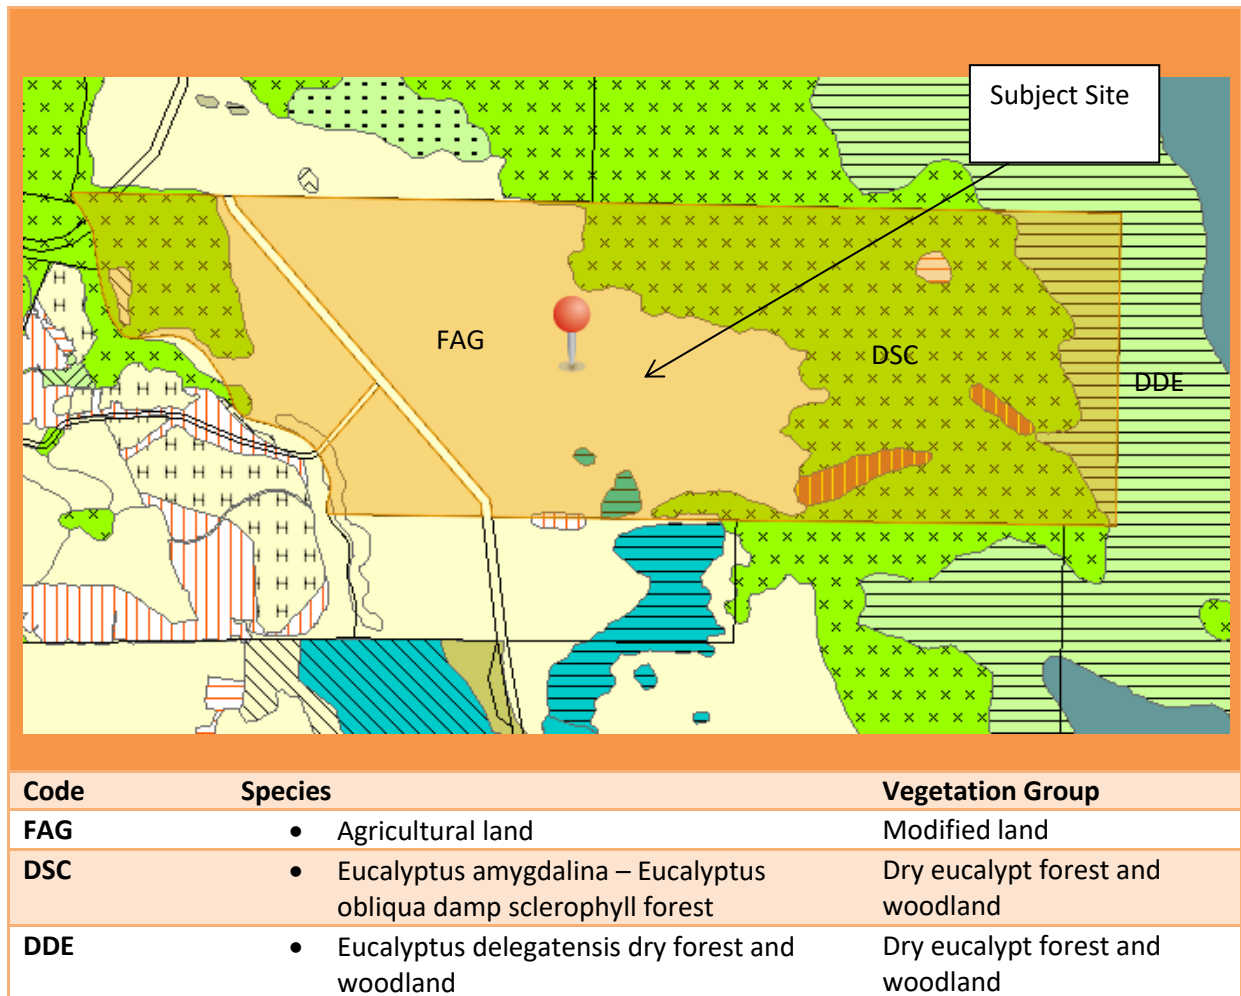 Subject Site
FAG
DSC
DDE
Code Species Vegetation Group
FAG • Agricultural land Modified land
DSC • Eucalyptus amygdalina – Eucalyptus Dry eucalypt forest and
obliqua damp sclerophyll forest woodland
DDE • Eucalyptus delegatensis dry forest and Dry eucalypt forest and
woodland woodland